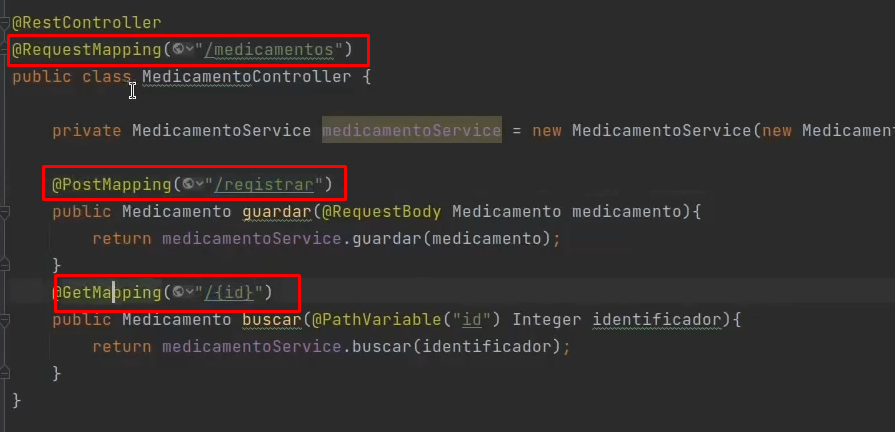 @RestController
@RequestMapping("/medicamentos")
public class MedicamentoController {
private MedicamentoService medicamentoService = new MedicamentoService(new Medicament
@PostMapping("/registrar")
public Medicamento guardar(@RequestBody Medicamento medicamento){
return medicamentoService.guardar(medicamento);
}
@GetMapping("/{id}")
public Medicamento buscar(@PathVariable("id") Integer identificador){
return medicamentoService.buscar(identificador);
}
}